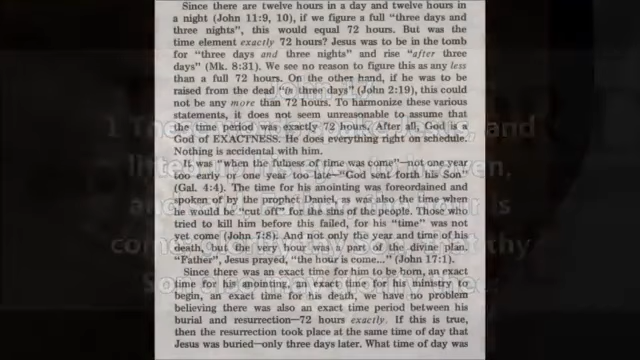 Since there are twelve hours in a day and twelve hours in
a night (John 11:9, 10), if we figure a full "three days and
three nights", this would equal 72 hours. But was the
time element exactly 72 hours? Jesus was to be in the tomb
for "three days and three nights" and rise "after three
days" (Mk. 8:31). We see no reason to figure this as any less
than a full 72 hours. On the other hand, if he was to be
raised from the dead "in three days" (John 2:19), this could
not be any more than 72 hours. To harmonize these various
statements, it does not seem unreasonable to assume that
the time period was exactly 72 hours. After all, God is a
God of EXACTNESS. He does everything right on schedule.
Nothing is accidental with him.
It was "when the fulness of time was come"—not one year
too early or one year too late—"God sent forth his Son"
(Gal. 4:4). The time for his anointing was foreordained and
spoken of by the prophet Daniel, as was also the time when
he would be "cut off" for the sins of the people. Those who
tried to kill him before this failed, for his "time" was not
yet come (John 7:8). And not only the year and time of his
death, but the very hour was a part of the divine plan.
"Father", Jesus prayed, "the hour is come..." (John 17:1).
Since there was an exact time for him to be born, an exact
time for his anointing, an exact time for his ministry to
begin, an exact time for his death, we have no problem
believing there was also an exact time period between his
burial and resurrection—72 hours exactly. If this is true,
then the resurrection took place at the same time of day that
Jesus was buried—only three days later. What time of day was